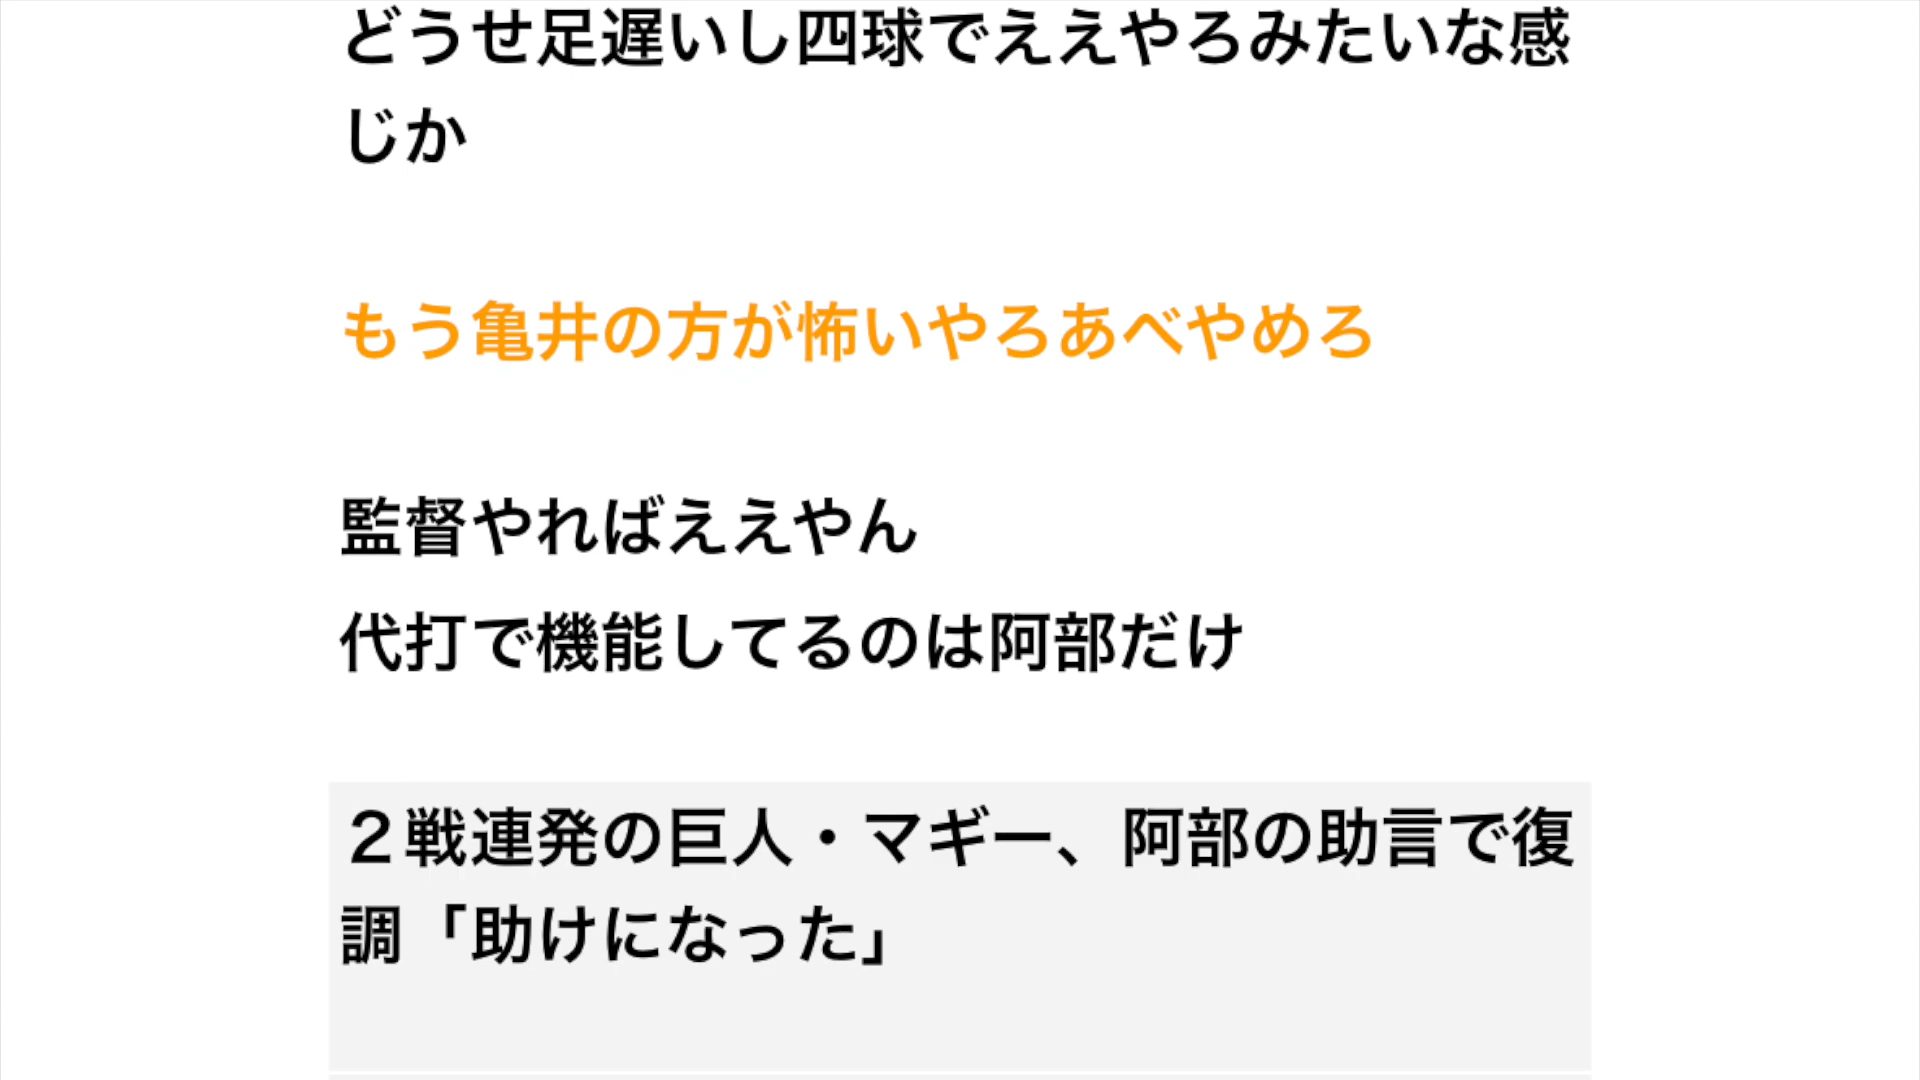 どうせ足遅いし四球でええやろみたいな感
じか
もう亀井の方が怖いやろあべやめろ
監督やればええやん
代打で機能してるのは阿部だけ
２戦連発の巨人・マギー、阿部の助言で復
調「助けになった」